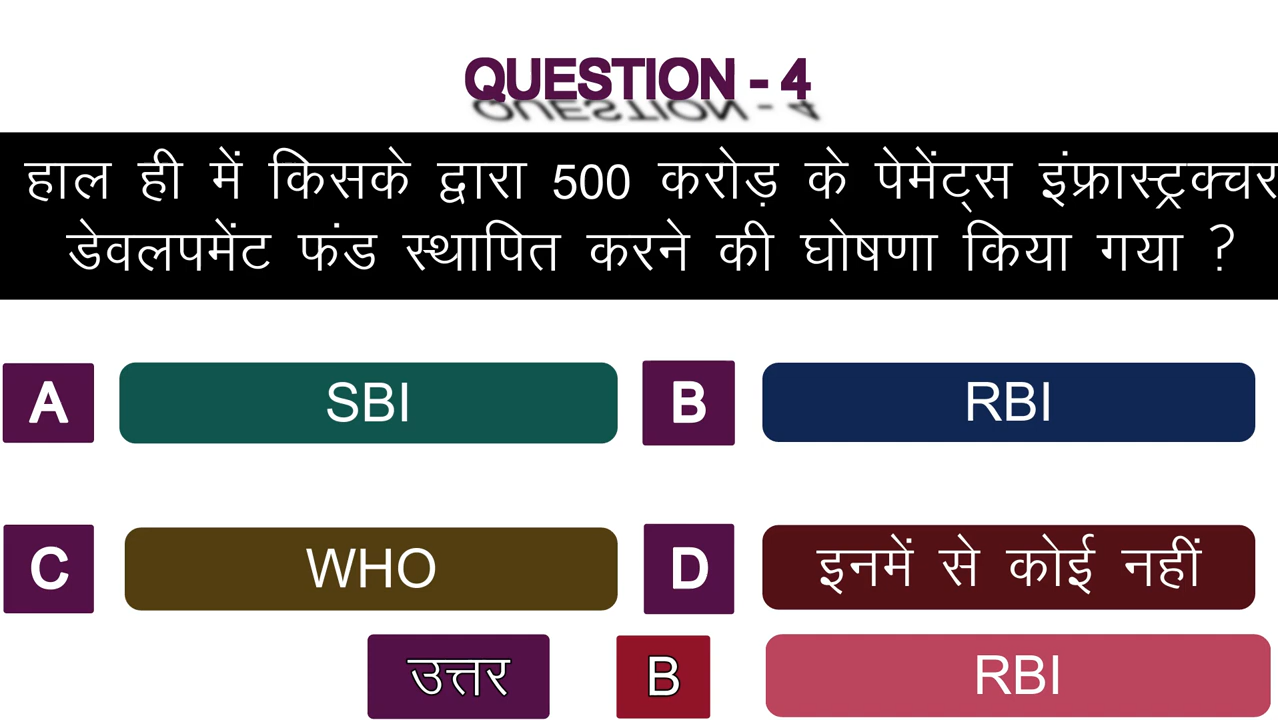 QUESTION - 4
हाल ही में किसके द्वारा 500 करोड़ के पेमेंट्स इंफ्रास्ट्रक्चर
डेवलपमेंट फंड स्थापित करने की घोषणा किया गया ?
A SBI B RBI
C WHO D इनमें से कोई नहीं
उत्तर B RBI